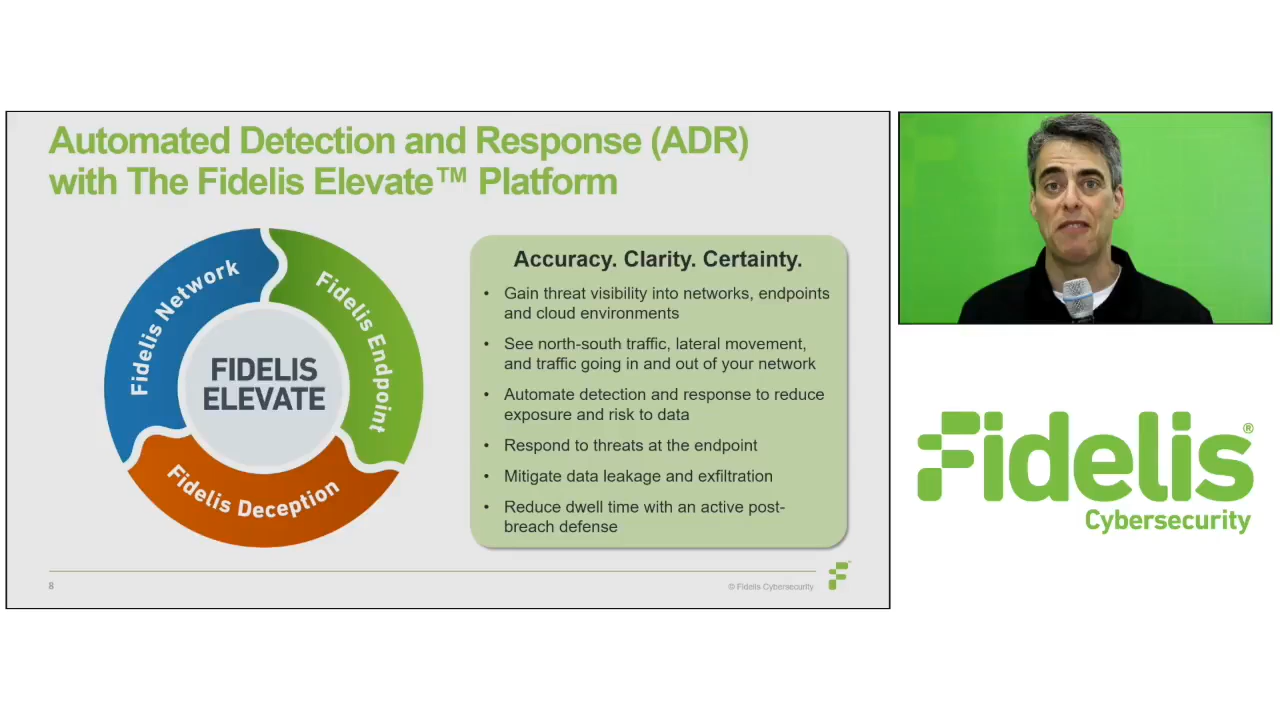 Automated Detection and Response (ADR)
with The Fidelis Elevate™ Platform
Fidelis Network
Fidelis Endpoint
Fidelis Deception
FIDELIS
ELEVATE
Accuracy. Clarity. Certainty.
• Gain threat visibility into networks, endpoints
and cloud environments
• See north-south traffic, lateral movement,
and traffic going in and out of your network
• Automate detection and response to reduce
exposure and risk to data
• Respond to threats at the endpoint
• Mitigate data leakage and exfiltration
• Reduce dwell time with an active post-
breach defense
8
© Fidelis Cybersecurity
Fidelis®
Cybersecurity